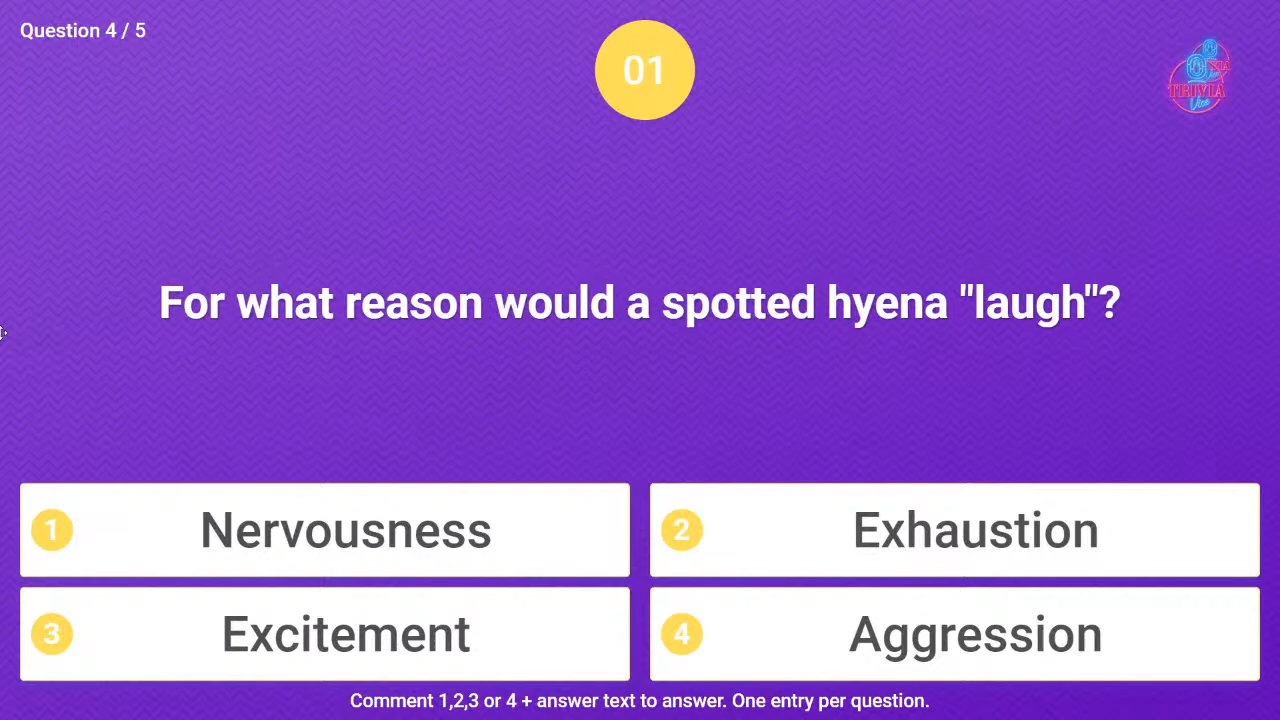 Question 4 / 5
01
TRIVIA
For what reason would a spotted hyena "laugh"?
1 Nervousness
2 Exhaustion
3 Excitement
4 Aggression
Comment 1,2,3 or 4 + answer text to answer. One entry per question.